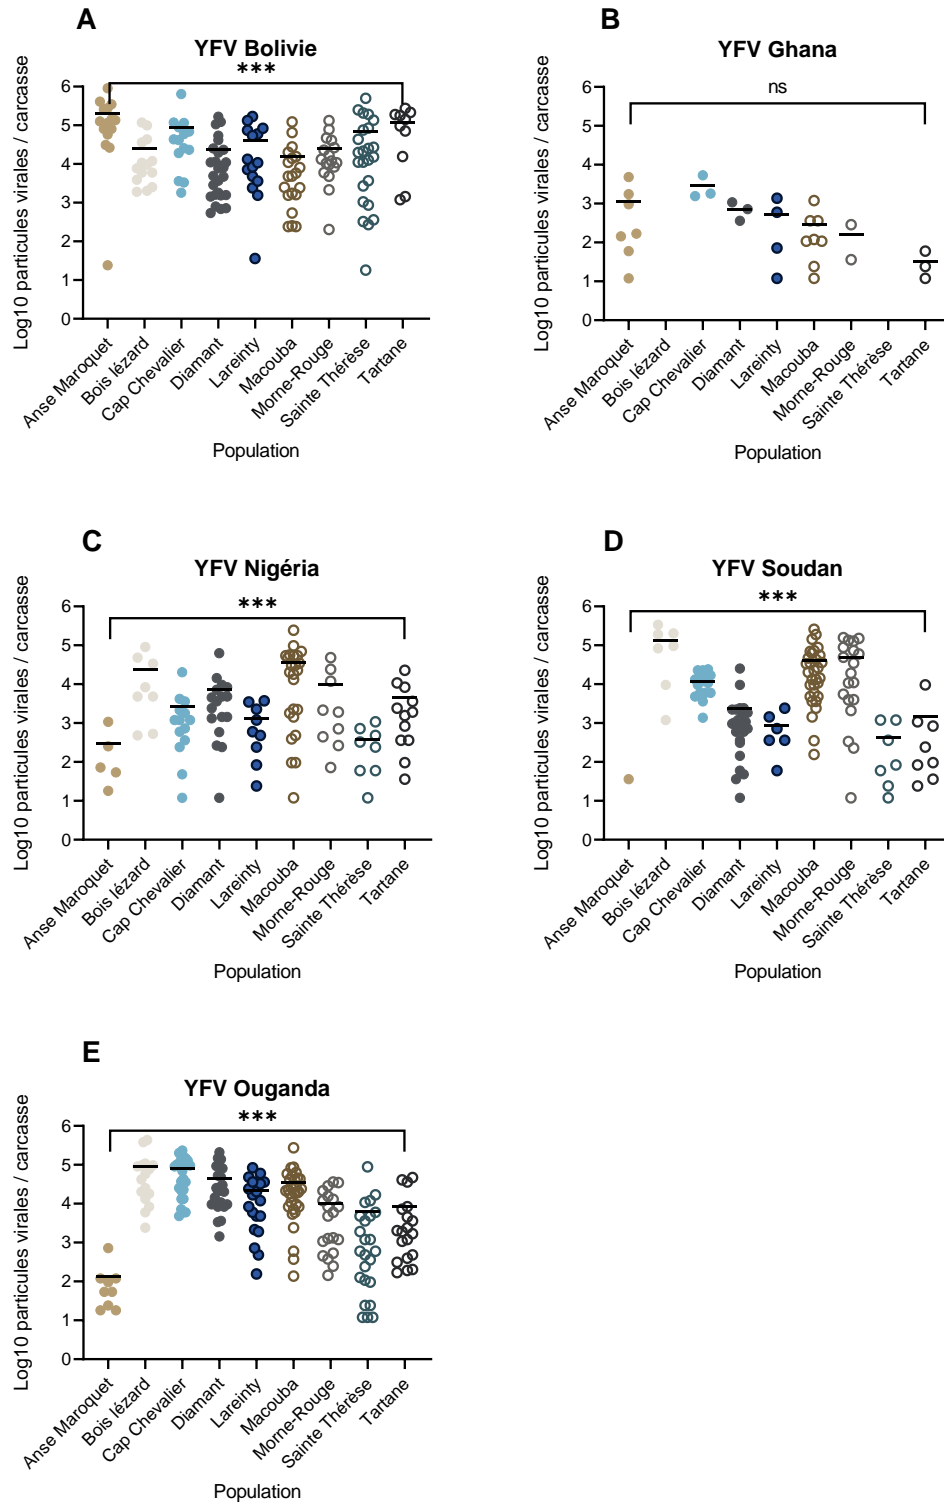 A
YFV Bolivie
***
Log10 particules virales / carcasse
6
5
4
3
2
1
0
Anse Maroquet
Bois lézard
Cap Chevalier
Diamant
Lareinty
Macouba
Morne-Rouge
Sainte Thérèse
Tartane
Population
B
YFV Ghana
ns
Log10 particules virales / carcasse
6
5
4
3
2
1
0
Anse Maroquet
Bois lézard
Cap Chevalier
Diamant
Lareinty
Macouba
Morne-Rouge
Sainte Thérèse
Tartane
Population
C
YFV Nigéria
***
Log10 particules virales / carcasse
6
5
4
3
2
1
0
Anse Maroquet
Bois lézard
Cap Chevalier
Diamant
Lareinty
Macouba
Morne-Rouge
Sainte Thérèse
Tartane
Population
D
YFV Soudan
***
Log10 particules virales / carcasse
6
5
4
3
2
1
0
Anse Maroquet
Bois lézard
Cap Chevalier
Diamant
Lareinty
Macouba
Morne-Rouge
Sainte Thérèse
Tartane
Population
E
YFV Ouganda
***
Log10 particules virales / carcasse
6
5
4
3
2
1
0
Anse Maroquet
Bois lézard
Cap Chevalier
Diamant
Lareinty
Macouba
Morne-Rouge
Sainte Thérèse
Tartane
Population